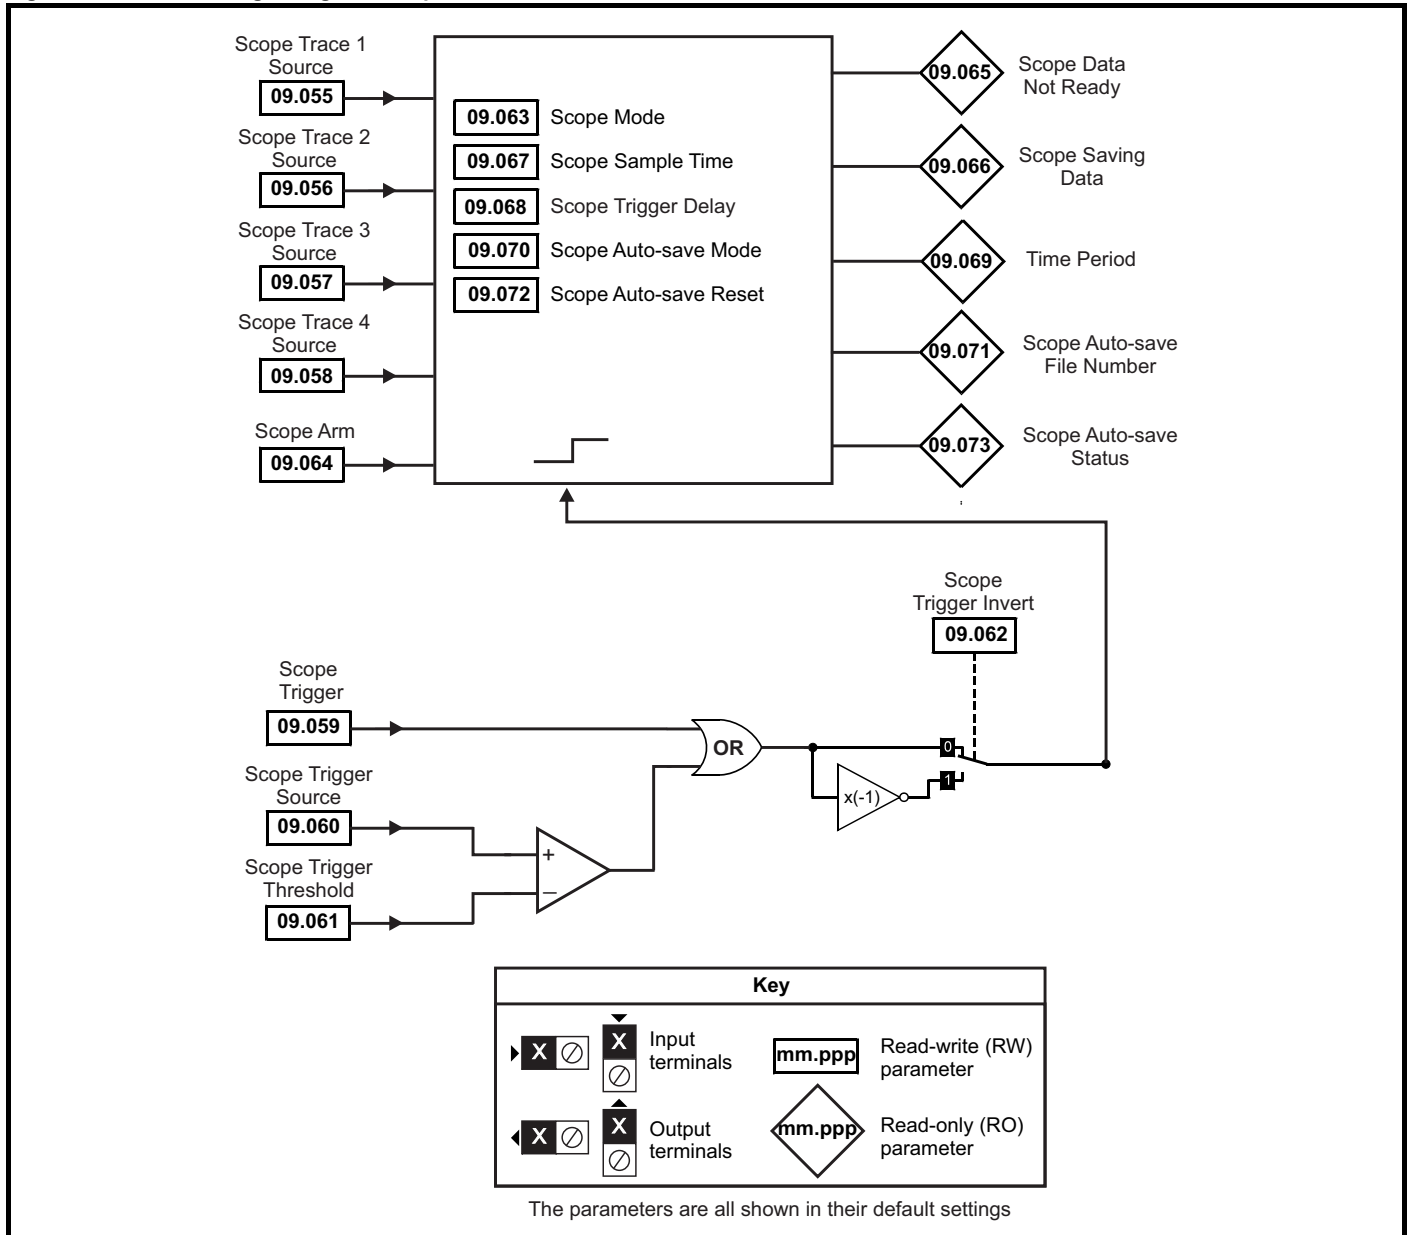 Scope Trace 1
Source
09.055
Scope Trace 2
Source
09.056
Scope Trace 3
Source
09.057
Scope Trace 4
Source
09.058
Scope Arm
09.064
09.063 Scope Mode
09.067 Scope Sample Time
09.068 Scope Trigger Delay
09.070 Scope Auto-save Mode
09.072 Scope Auto-save Reset
09.065
Scope Data
Not Ready
09.066
Scope Saving
Data
09.069
Time Period
09.071
Scope Auto-save
File Number
09.073
Scope Auto-save
Status
Scope
Trigger Invert
09.062
Scope
Trigger
09.059
Scope Trigger
Source
09.060
Scope Trigger
Threshold
09.061
+
−
OR
x(-1)
0
1
Key
X
X
Input
terminals
mm.ppp
Read-write (RW)
parameter
X
X
Output
terminals
mm.ppp
Read-only (RO)
parameter
The parameters are all shown in their default settings